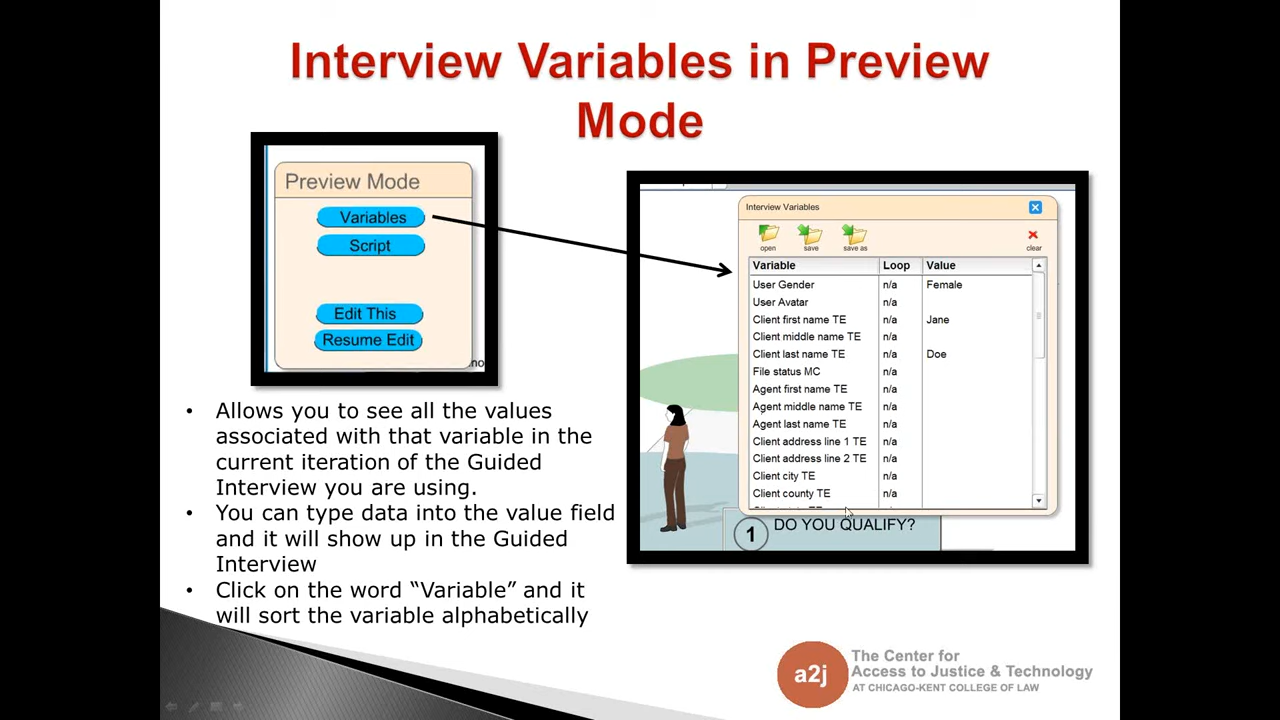 Interview Variables in Preview
Mode
Preview Mode
Variables
Script
Edit This
Resume Edit
Interview Variables
open save save as clear
Variable Loop Value
User Gender n/a Female
User Avatar n/a
Client first name TE n/a Jane
Client middle name TE n/a
Client last name TE n/a Doe
File status MC n/a
Agent first name TE n/a
Agent middle name TE n/a
Agent last name TE n/a
Client address line 1 TE n/a
Client address line 2 TE n/a
Client city TE n/a
Client county TE n/a
1 DO YOU QUALIFY?
• Allows you to see all the values
associated with that variable in the
current iteration of the Guided
Interview you are using.
• You can type data into the value field
and it will show up in the Guided
Interview
• Click on the word “Variable” and it
will sort the variable alphabetically
a2j
The Center for
Access to Justice & Technology
AT CHICAGO-KENT COLLEGE OF LAW